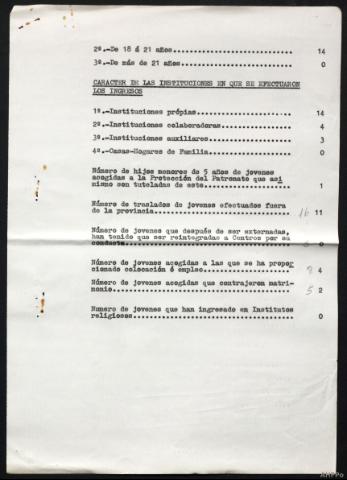 2º.-De 18 á 21 años.............................. 14
3º.-De más de 21 años............................ 0
CARACTER DE LAS INSTITUCIONES EN QUE SE EFECTUARON
LOS INGRESOS
1º.-Instituciones própias........................ 14
2º.-Instituciones colaboradoras.................. 4
3º.-Instituciones auxiliares..................... 3
4º.-Casas-Hogares de Familia..................... 0
Número de hijos menores de 5 años de jovenes
acogidas a la Protección del Patronato que asi
mismo son tuteladas de este...................... 1
Número de traslados de jovenes efectuados fuera
de la provincia.................................. 16 11
Número de jovenes que después de ser externadas,
han tenido que ser reintegradas a Centros por su
conducta......................................... 0
Número de jovenes acogidas a las que se ha propor
cionado colocación ó empleo...................... 4
Número de jovenes acogidas que contrajeron matri-
monio............................................ 5 2
Número de jovenes que han ingresado en Institutos
religiosos....................................... 0
AHPPo